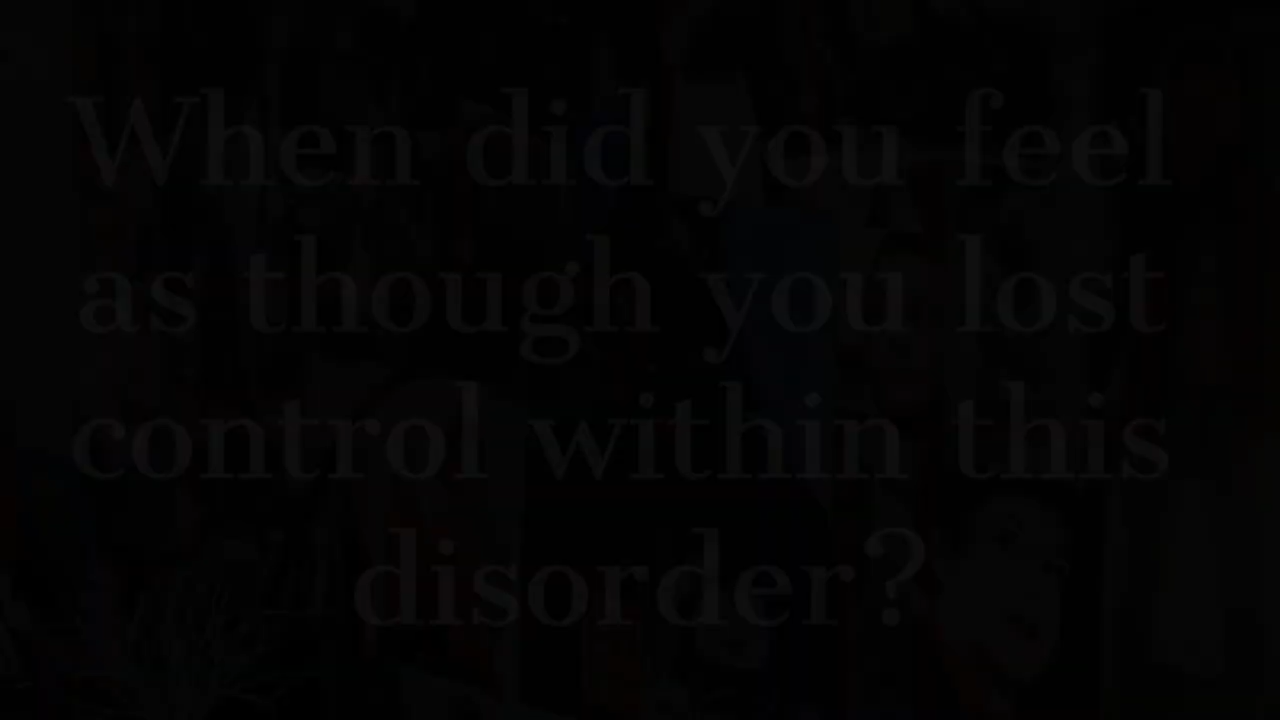 When did you feel
as though you lost
control within this
disorder?